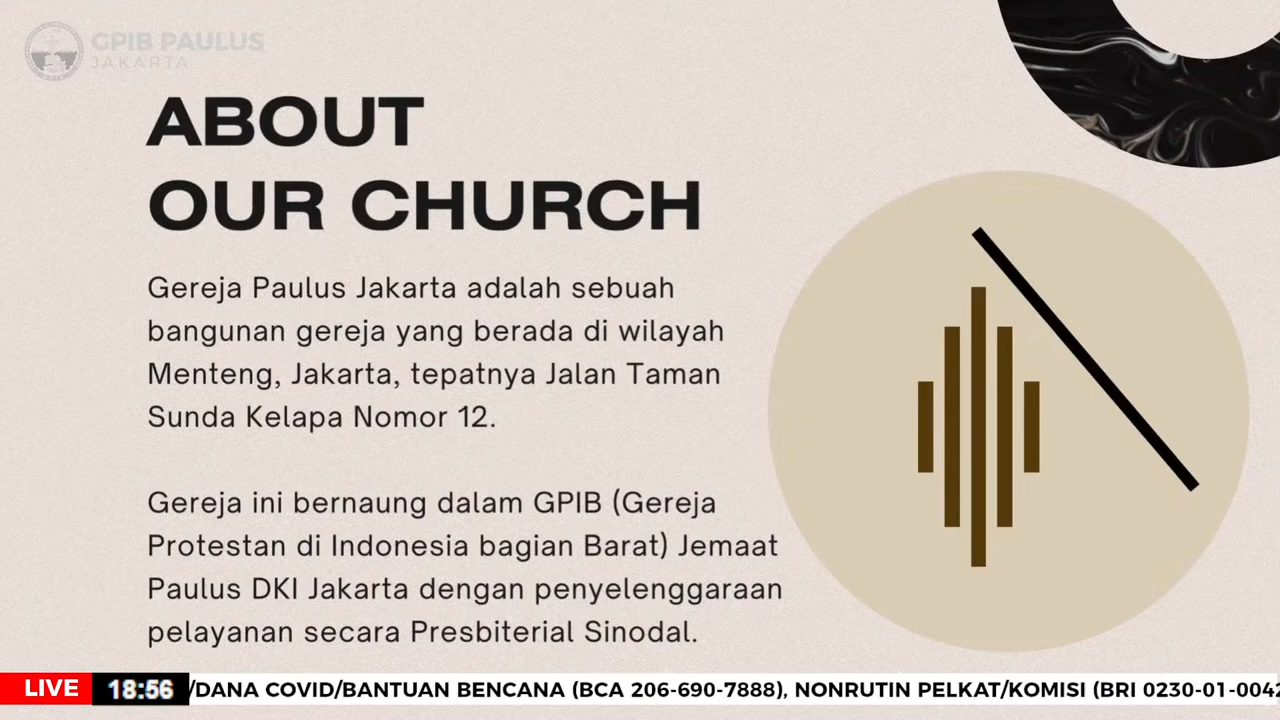 GPIB PAULUS
JAKARTA
ABOUT
OUR CHURCH
Gereja Paulus Jakarta adalah sebuah
bangunan gereja yang berada di wilayah
Menteng, Jakarta, tepatnya Jalan Taman
Sunda Kelapa Nomor 12.
Gereja ini bernaung dalam GPIB (Gereja
Protestan di Indonesia bagian Barat) Jemaat
Paulus DKI Jakarta dengan penyelenggaraan
pelayanan secara Presbiterial Sinodal.
LIVE 18:56 /DANA COVID/BANTUAN BENCANA (BCA 206-690-7888), NONRUTIN PELKAT/KOMISI (BRI 0230-01-0042